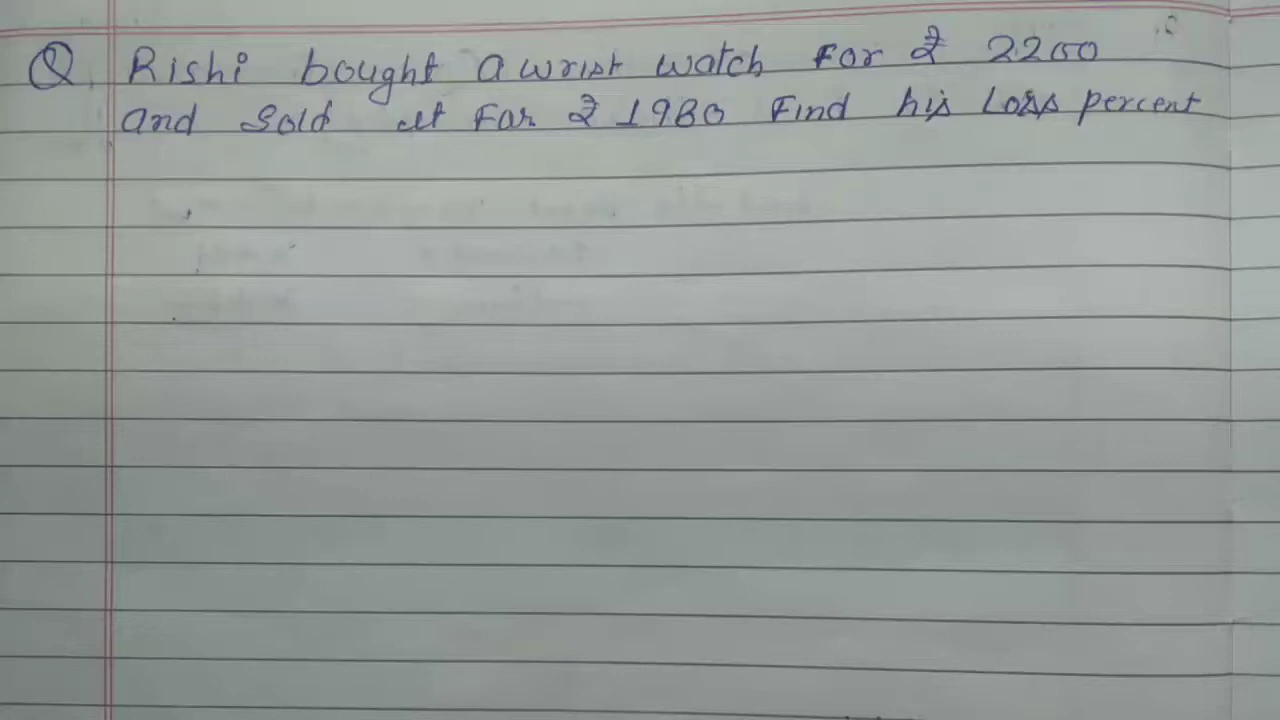 Q. Rishi bought a wrist watch For ₹ 2200
and Sold it For ₹ 1980 Find his Loss percent